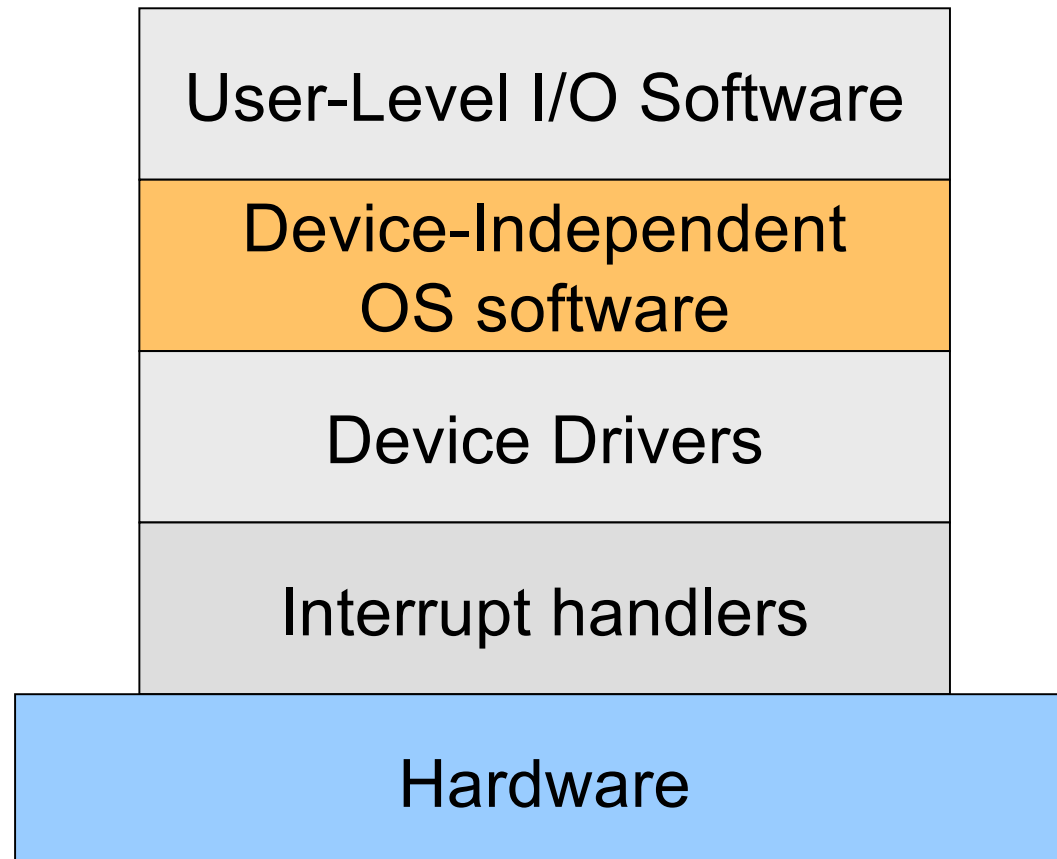 User-Level I/O Software
Device-Independent
OS software
Device Drivers
Interrupt handlers
Hardware